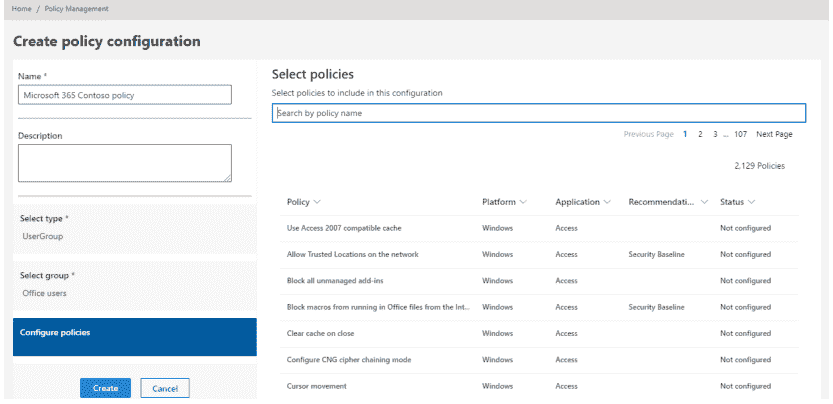 Home / Policy Management
Create policy configuration
Name *
Microsoft 365 Contoso policy
Description
Select type *
UserGroup
Select group *
Office users
Configure policies
Create Cancel
Select policies
Select policies to include in this configuration
Search by policy name
Previous Page 1 2 3 ... 107 Next Page
2,129 Policies
Policy Platform Application Recommendati... Status
Use Access 2007 compatible cache Windows Access Not configured
Allow Trusted Locations on the network Windows Access Security Baseline Not configured
Block all unmanaged add-ins Windows Access Not configured
Block macros from running in Office files from the Int... Windows Access Security Baseline Not configured
Clear cache on close Windows Access Not configured
Configure CNG cipher chaining mode Windows Access Not configured
Cursor movement Windows Access Not configured